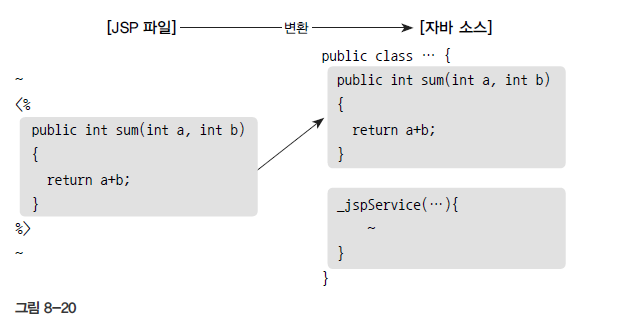 [JSP 파일] 변환 [자바 소스]
public class … {
~
<%
public int sum(int a, int b)
{
return a+b;
}
%>
~
public int sum(int a, int b)
{
return a+b;
}
_jspService(…){
~
}
}
그림 8-20